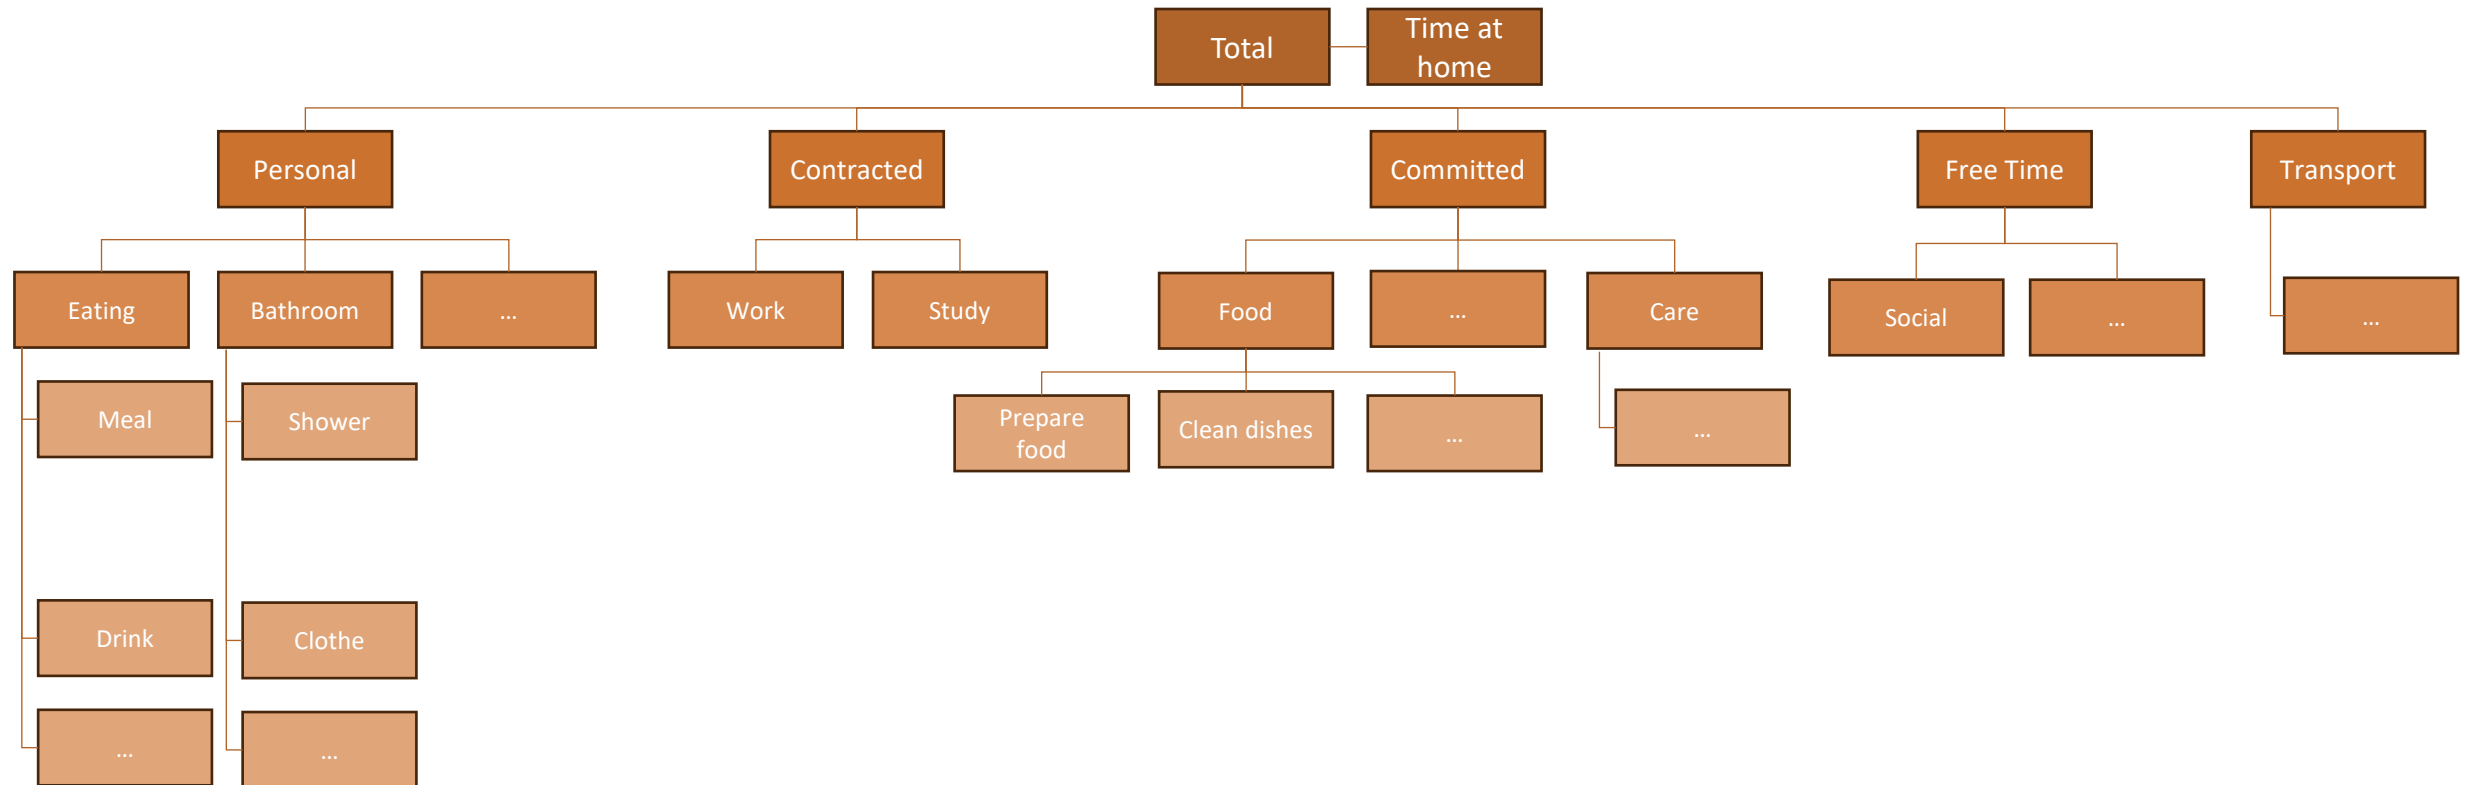 Total
Time at
home
Personal
Contracted
Committed
Free Time
Transport
Eating
Bathroom
...
Work
Study
Food
...
Care
Social
...
...
Meal
Shower
Prepare
food
Clean dishes
...
...
Drink
Clothe
...
...